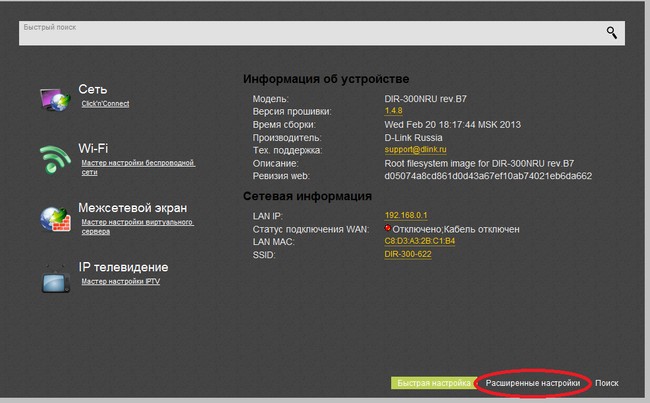 Быстрый поиск
Сеть
Click'n'Connect
Wi-Fi
Мастер настройки беспроводной
сети
Межсетевой экран
Мастер настройки виртуального
сервера
IP телевидение
Мастер настройки IPTV
Информация об устройстве
Модель: DIR-300NRU rev.B7
Версия прошивки: 1.4.8
Время сборки: Wed Feb 20 18:17:44 MSK 2013
Производитель: D-Link Russia
Тех. поддержка: support@dlink.ru
Описание: Root filesystem image for DIR-300NRU rev.B7
Ревизия web: d05074a8cd861d0d43a67ef10ab74021eb6da662
Сетевая информация
LAN IP: 192.168.0.1
Статус подключения WAN: Отключено;Кабель отключен
LAN MAC: C8:D3:A3:2B:C1:B4
SSID: DIR-300-622
Быстрая настройка Расширенные настройки Поиск